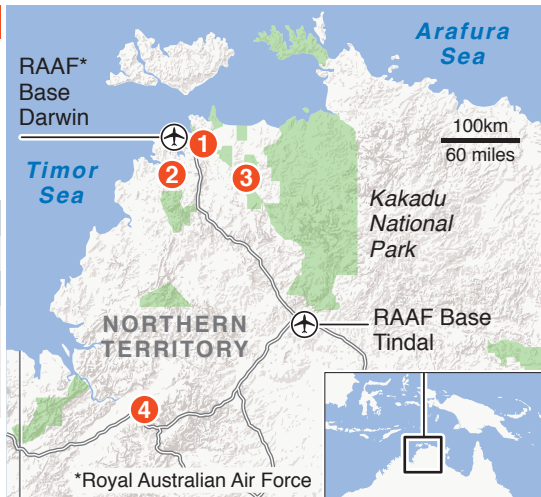 Arafura
Sea
RAAF*
Base
Darwin
100km
60 miles
1
Timor
Sea
2
3
Kakadu
National
Park
NORTHERN
TERRITORY
RAAF Base
Tindal
4
*Royal Australian Air Force